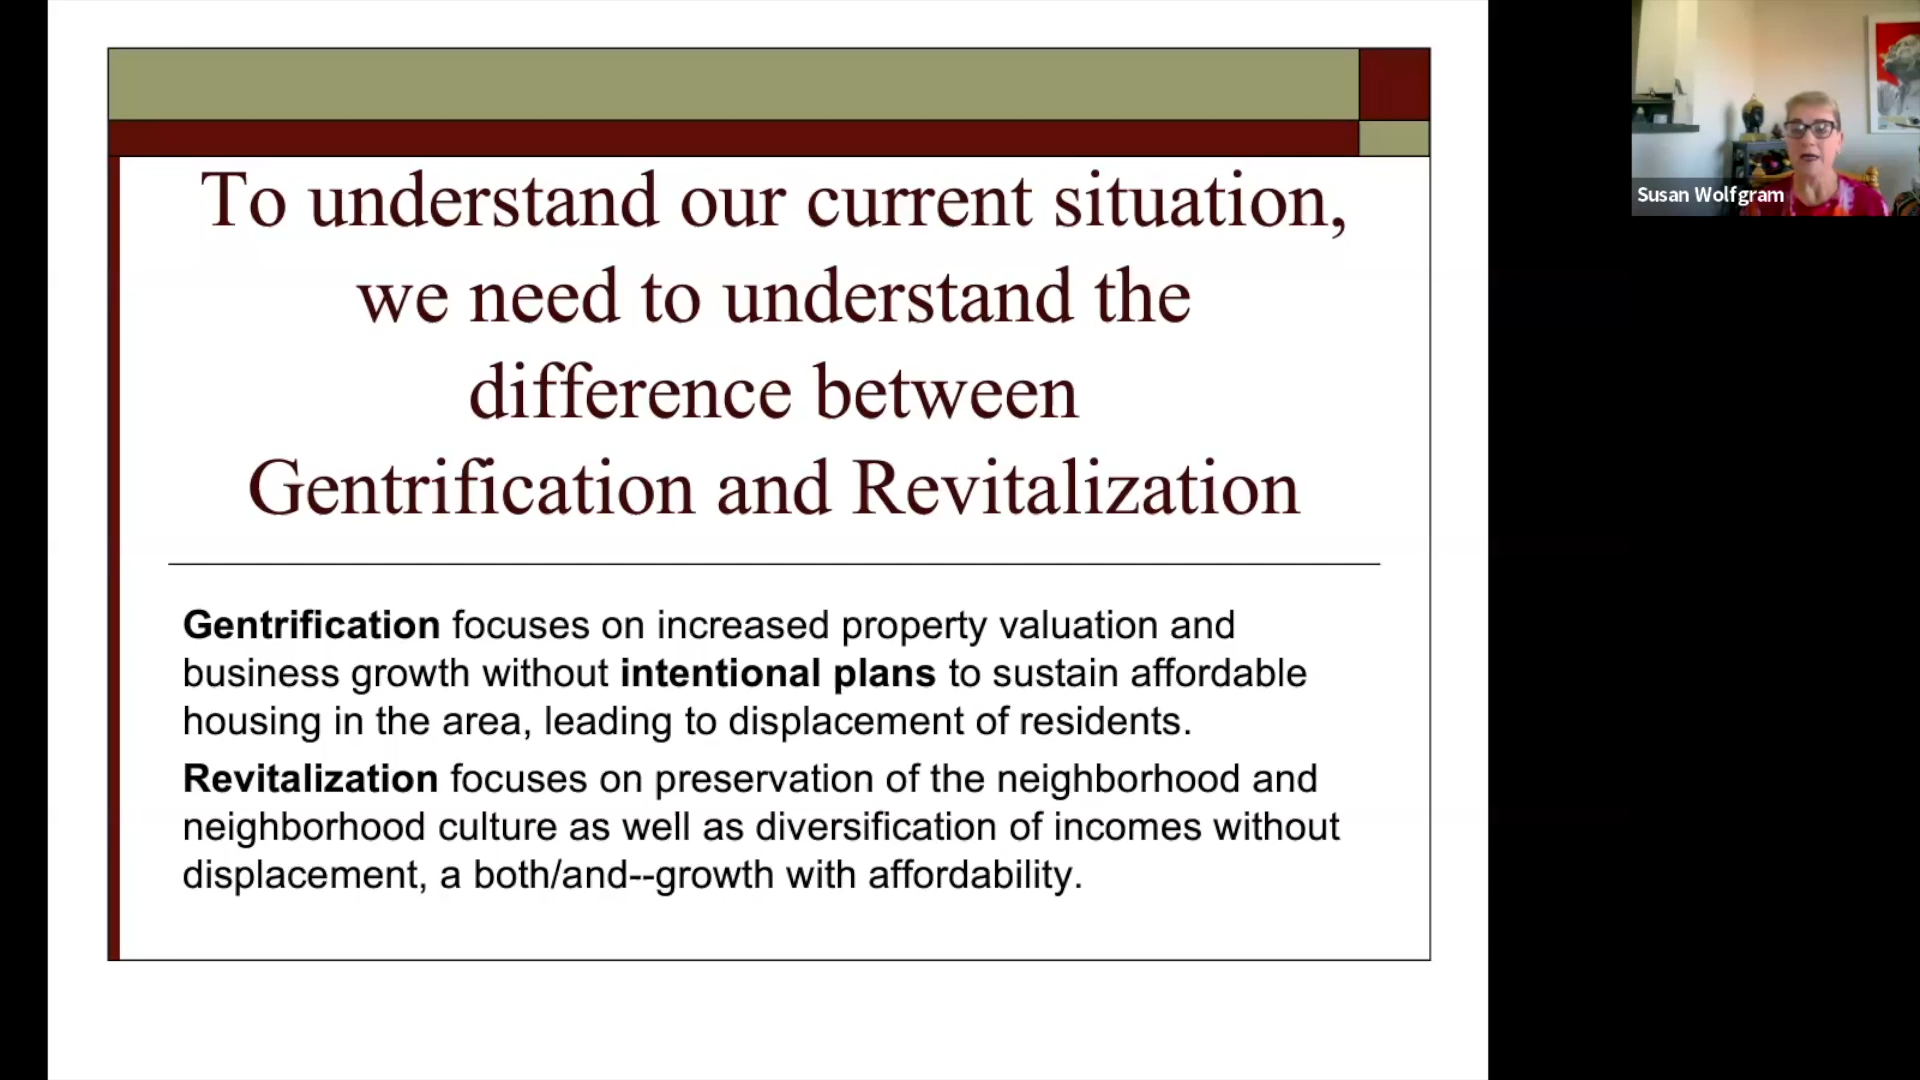 To understand our current situation,
we need to understand the
difference between
Gentrification and Revitalization
Gentrification focuses on increased property valuation and
business growth without intentional plans to sustain affordable
housing in the area, leading to displacement of residents.
Revitalization focuses on preservation of the neighborhood and
neighborhood culture as well as diversification of incomes without
displacement, a both/and--growth with affordability.
Susan Wolfgram